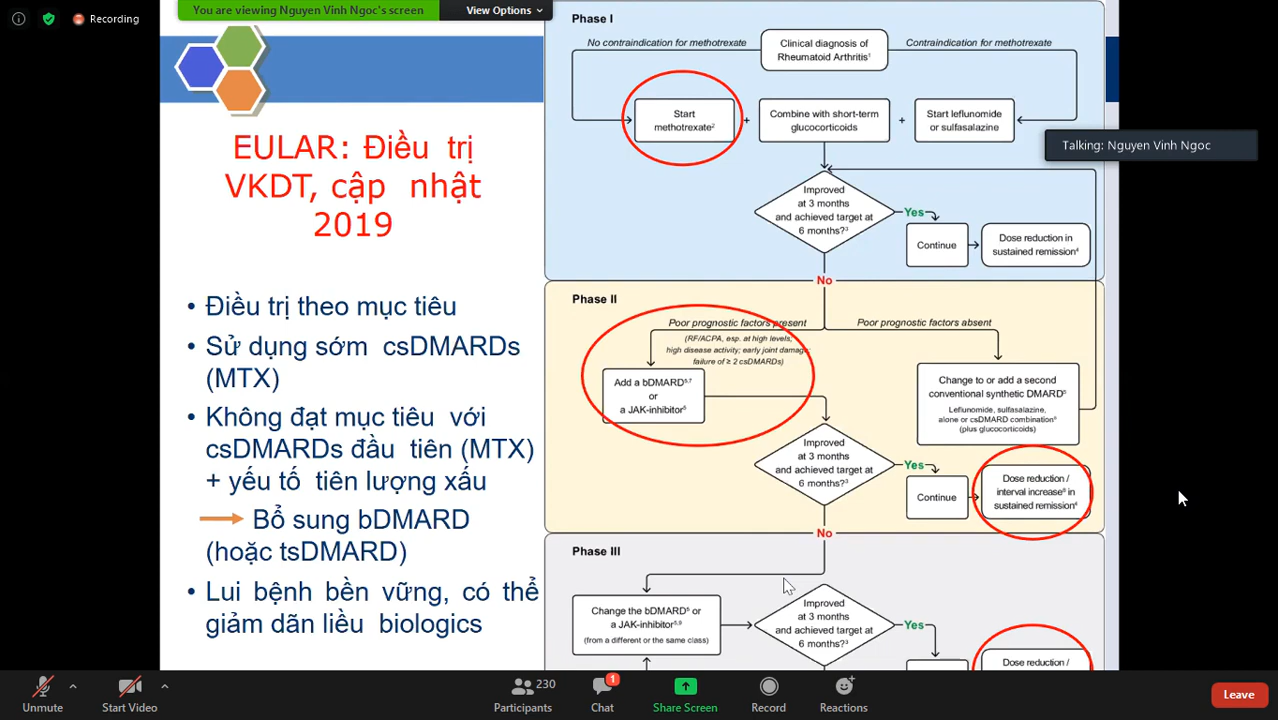 Recording
You are viewing Nguyen Vinh Ngoc's screen
View Options
EULAR: Điều trị
VKDT, cập nhật
2019
• Điều trị theo mục tiêu
• Sử dụng sớm csDMARDs
(MTX)
• Không đạt mục tiêu với
csDMARDs đầu tiên (MTX)
+ yếu tố tiên lượng xấu
Bổ sung bDMARD
(hoặc tsDMARD)
• Lui bệnh bền vững, có thể
giảm dãn liều biologics
Phase I
No contraindication for methotrexate
Clinical diagnosis of
Rheumatoid Arthritis¹
Contraindication for methotrexate
Start
methotrexate²
+
Combine with short-term
glucocorticoids
+
Start leflunomide
or sulfasalazine
Talking: Nguyen Vinh Ngoc
Improved
at 3 months
and achieved target at
6 months?³
Yes
Continue
Dose reduction in
sustained remission⁴
No
Phase II
Poor prognostic factors present
(RF/ACPA, esp. at high levels,
high disease activity; early joint damage;
failure of ≥ 2 csDMARDs)
Poor prognostic factors absent
Add a bDMARD⁵,⁷
or
a JAK-inhibitor⁵
Change to or add a second
conventional synthetic DMARD⁵
Leflunomide, sulfasalazine,
alone or csDMARD combination⁶
(plus glucocorticoids)
Improved
at 3 months
and achieved target at
6 months?³
Yes
Continue
Dose reduction /
interval increase⁸ in
sustained remission⁴
No
Phase III
Change the bDMARD⁵ or
a JAK-inhibitor⁵,⁹
(from a different or the same class)
Improved
at 3 months
and achieved target at
6 months?³
Yes
Dose reduction /
Unmute
Start Video
230
Participants
1
Chat
Share Screen
Record
Reactions
Leave